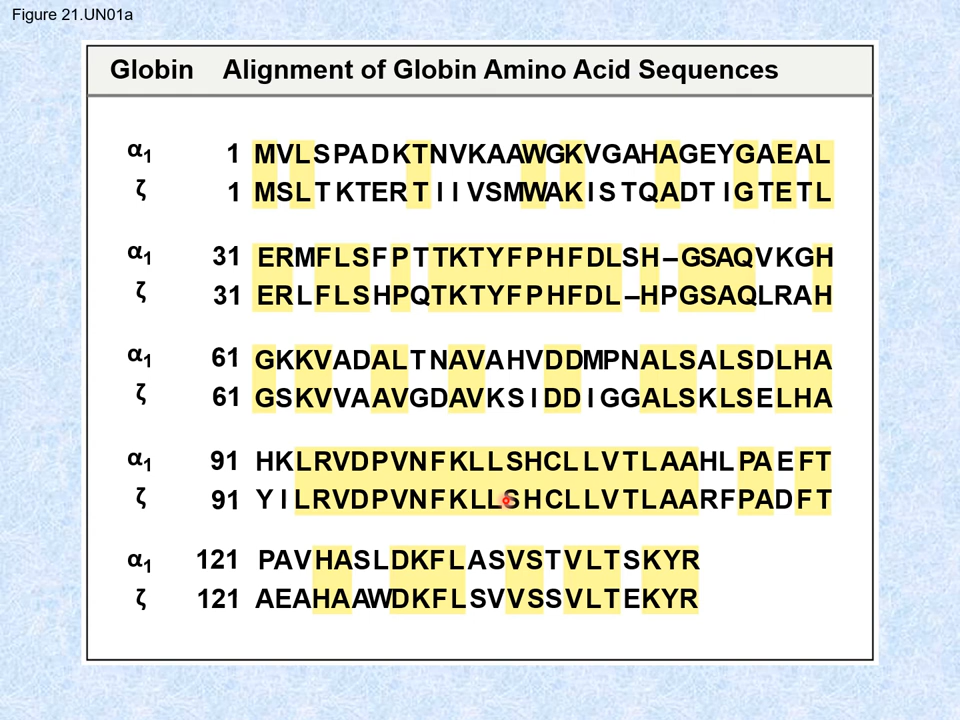 Figure 21.UN01a
Globin Alignment of Globin Amino Acid Sequences
α1 1 MVLSPADKTNVKAAWGKVGAHAGEYGAEAL
ζ 1 MSLTKTERTIIVSMWAKISTQADTIGTETL
α1 31 ERMFLSFPTTKTYFPHFDLSH–GSAQVKGH
ζ 31 ERLFLSHPQTKTYFPHFDL–HPGSAQLRAH
α1 61 GKKVADALTNAVAHVDDMPNALSALSDLHA
ζ 61 GSKVVAAVGDAVKSIDDIGGALSKLSELHA
α1 91 HKLRVDPVNFKLLSHCLLVTLAAHLPAEFT
ζ 91 YILRVDPVNFKLLSHCLLVTLAARFPADFT
α1 121 PAVHASLDKFLASVSTVLTSKYR
ζ 121 AEAHAAWDKFLSVVSSVLTEKYR